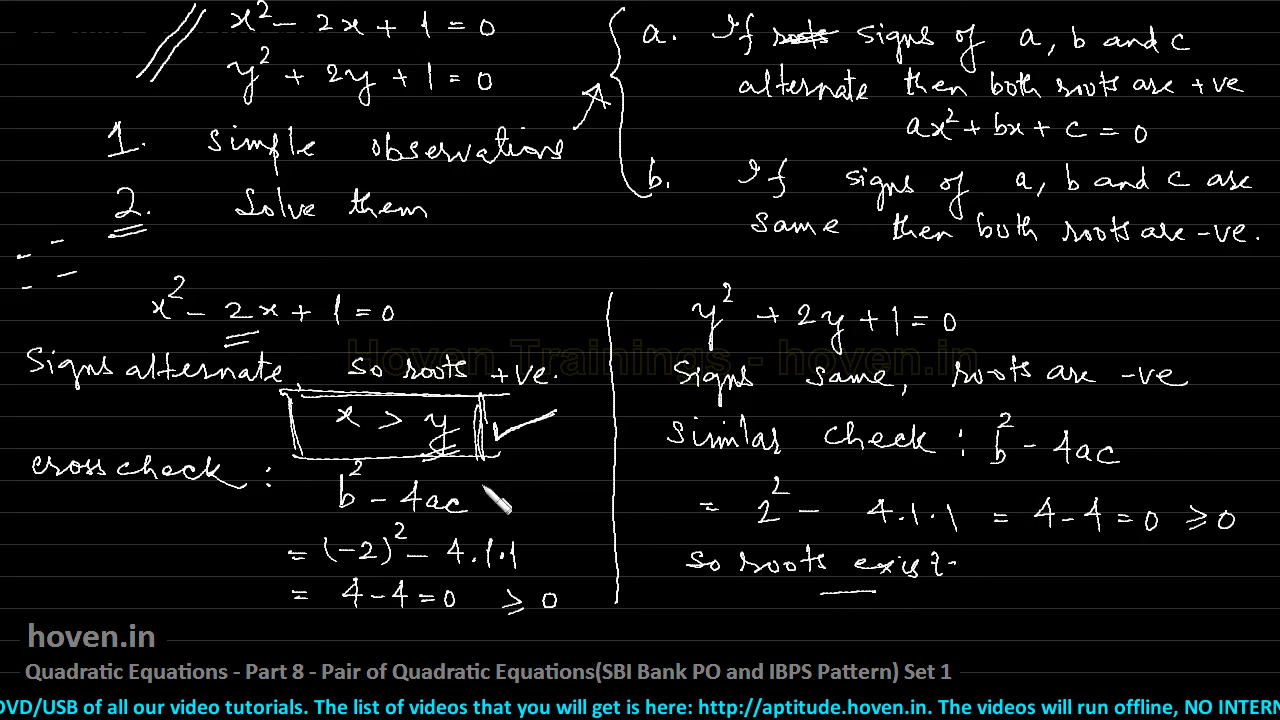 x² - 2x + 1 = 0
y² + 2y + 1 = 0
1. Simple observations
2. Solve them
a. If signs of a, b and c
alternate then both roots are +ve
ax² + bx + c = 0
b. If signs of a, b and c are
same then both roots are -ve.
x² - 2x + 1 = 0
Signs alternate, so roots +ve.
x > y
cross check :
b² - 4ac
= (-2)² - 4.1.1
= 4 - 4 = 0 ≥ 0
y² + 2y + 1 = 0
Signs same, roots are -ve
Similar check : b² - 4ac
= 2² - 4.1.1 = 4 - 4 = 0 ≥ 0
so roots exist.
Hoven Trainings - hoven.in
hoven.in
Quadratic Equations - Part 8 - Pair of Quadratic Equations(SBI Bank PO and IBPS Pattern) Set 1
DVD/USB of all our video tutorials. The list of videos that you will get is here: http://aptitude.hoven.in. The videos will run offline, NO INTERN